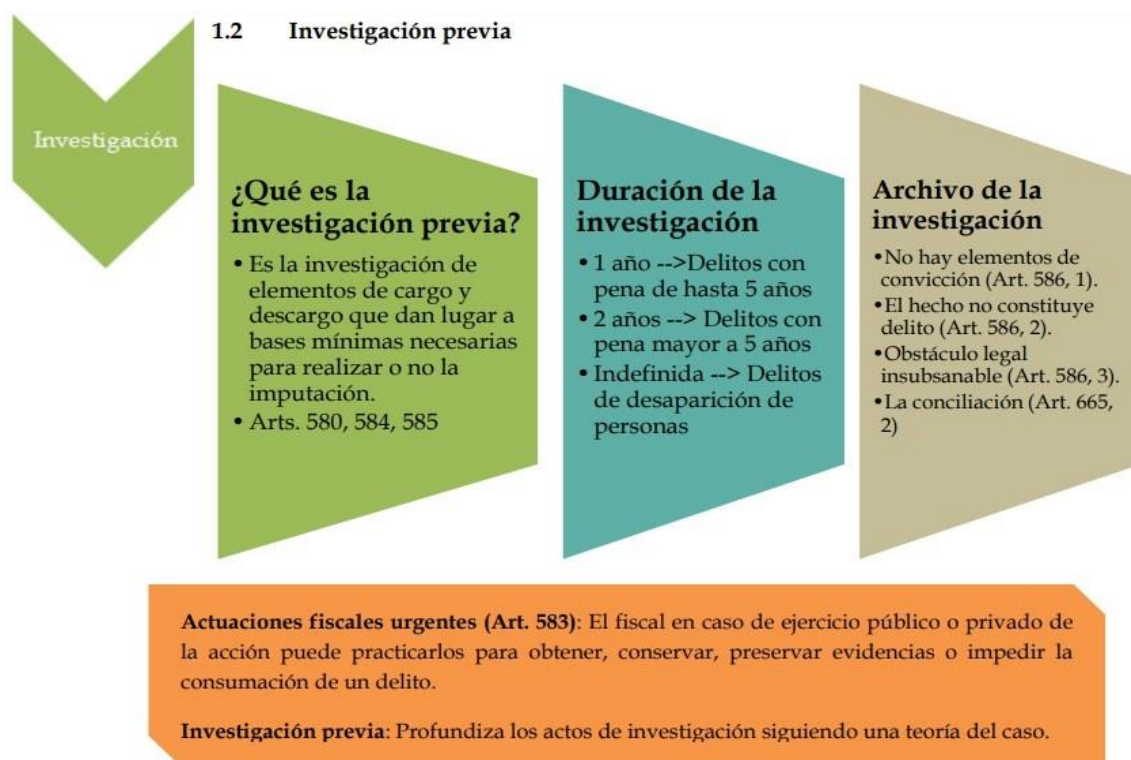 1.2 Investigación previa
Investigación
¿Qué es la
investigación previa?
• Es la investigación de
elementos de cargo y
descargo que dan lugar a
bases mínimas necesarias
para realizar o no la
imputación.
• Arts. 580, 584, 585
Duración de la
investigación
• 1 año -->Delitos con
pena de hasta 5 años
• 2 años --> Delitos con
pena mayor a 5 años
• Indefinida --> Delitos
de desaparición de
personas
Archivo de la
investigación
•No hay elementos de
convicción (Art. 586, 1).
•El hecho no constituye
delito (Art. 586, 2).
•Obstáculo legal
insubsanable (Art. 586, 3).
•La conciliación (Art. 665,
2)
Actuaciones fiscales urgentes (Art. 583): El fiscal en caso de ejercicio público o privado de
la acción puede practicarlos para obtener, conservar, preservar evidencias o impedir la
consumación de un delito.
Investigación previa: Profundiza los actos de investigación siguiendo una teoría del caso.